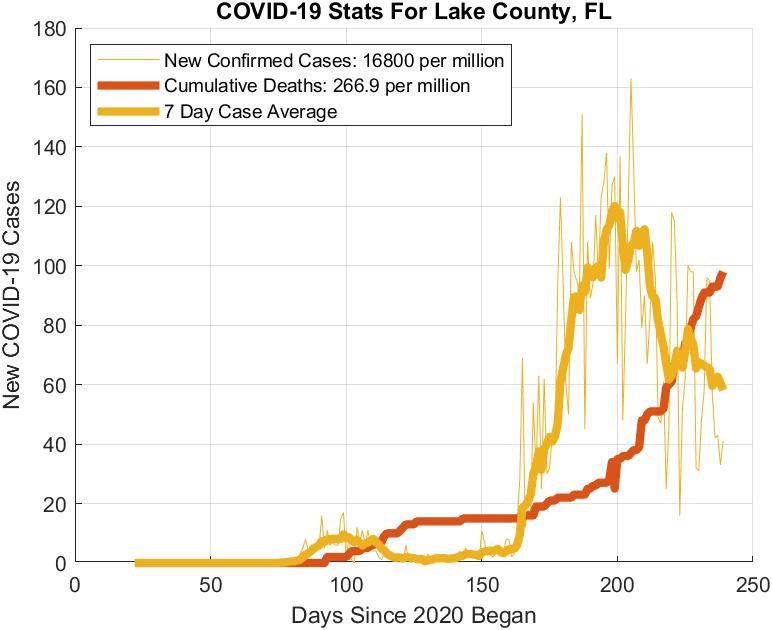 COVID-19 Stats For Lake County, FL
180
160
140
120
100
80
60
40
20
0
New COVID-19 Cases
New Confirmed Cases: 16800 per million
Cumulative Deaths: 266.9 per million
7 Day Case Average
0 50 100 150 200 250
Days Since 2020 Began